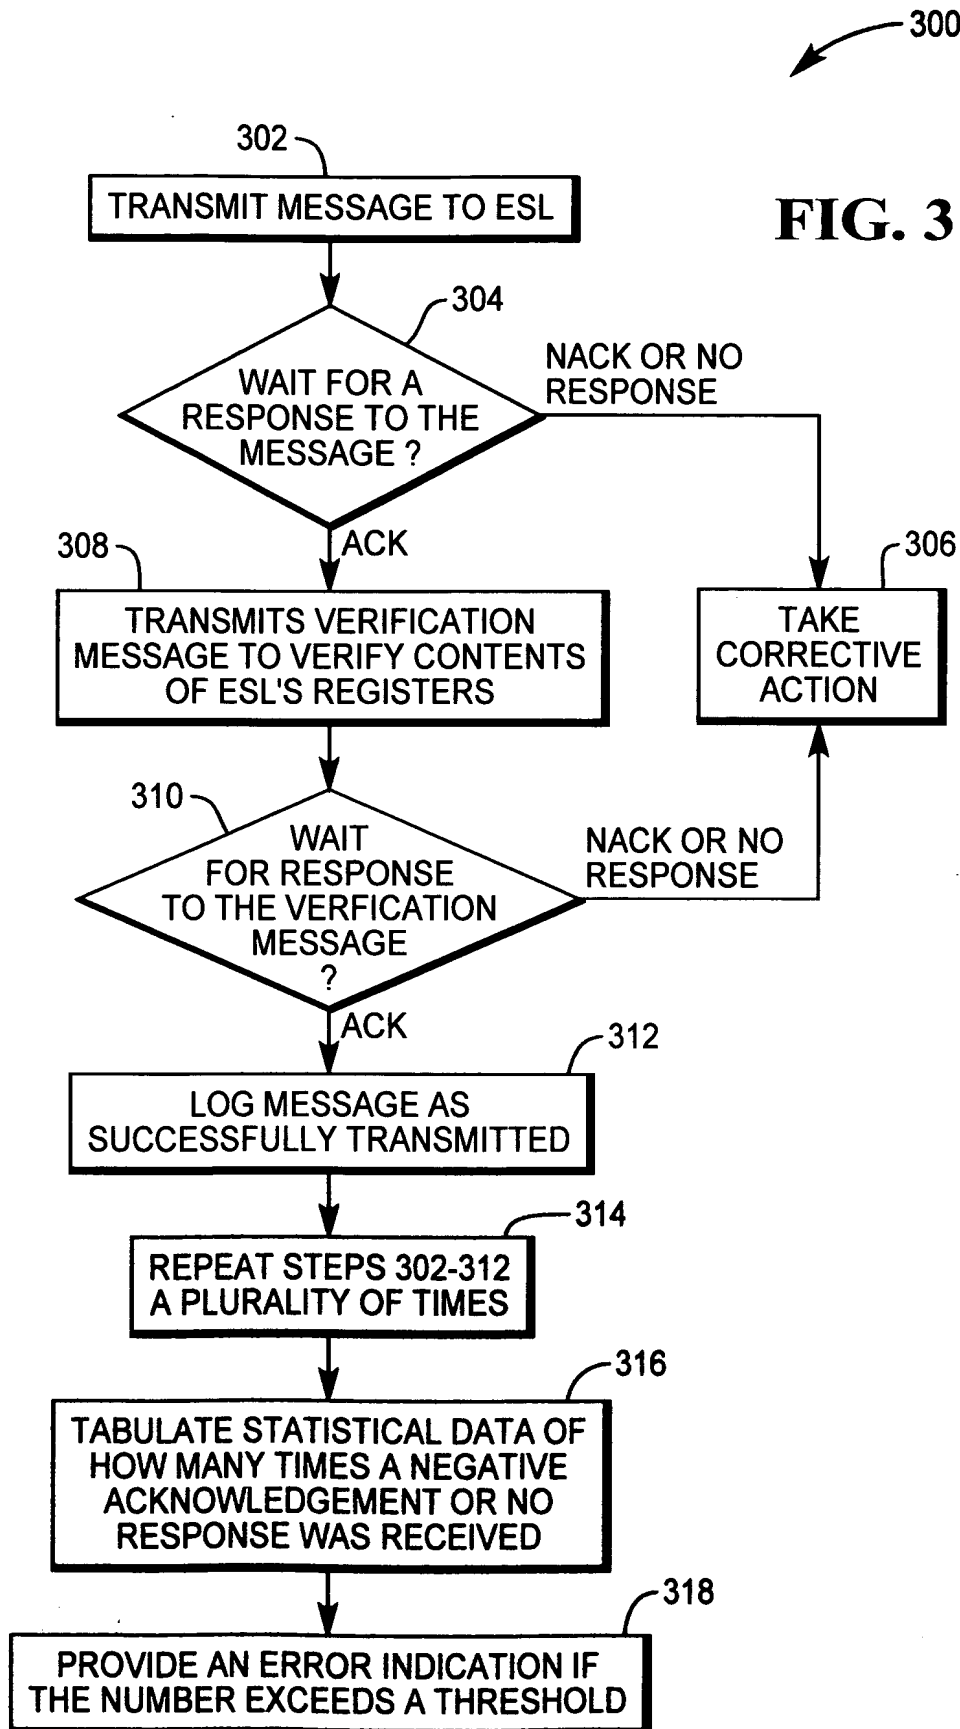 300
302
TRANSMIT MESSAGE TO ESL
FIG. 3
304
WAIT FOR A
RESPONSE TO THE
MESSAGE ?
NACK OR NO
RESPONSE
ACK
308
TRANSMITS VERIFICATION
MESSAGE TO VERIFY CONTENTS
OF ESL'S REGISTERS
306
TAKE
CORRECTIVE
ACTION
310
WAIT
FOR RESPONSE
TO THE VERFICATION
MESSAGE
?
NACK OR NO
RESPONSE
ACK
312
LOG MESSAGE AS
SUCCESSFULLY TRANSMITTED
314
REPEAT STEPS 302-312
A PLURALITY OF TIMES
316
TABULATE STATISTICAL DATA OF
HOW MANY TIMES A NEGATIVE
ACKNOWLEDGEMENT OR NO
RESPONSE WAS RECEIVED
318
PROVIDE AN ERROR INDICATION IF
THE NUMBER EXCEEDS A THRESHOLD